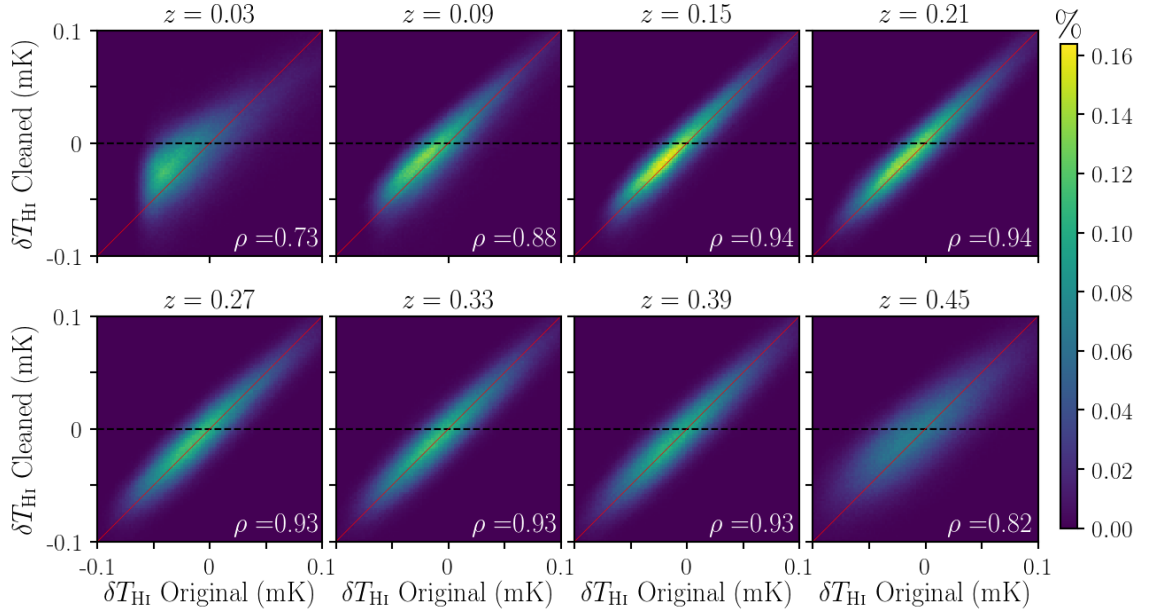 z = 0.03 z = 0.09 z = 0.15 z = 0.21 %
0.1
0
-0.1
δT_HI Cleaned (mK)
ρ =0.73 ρ =0.88 ρ =0.94 ρ =0.94
z = 0.27 z = 0.33 z = 0.39 z = 0.45
0.1
0
-0.1
δT_HI Cleaned (mK)
ρ =0.93 ρ =0.93 ρ =0.93 ρ =0.82
-0.1 0 0.1 0 0.1 0 0.1 0 0.1
δT_HI Original (mK) δT_HI Original (mK) δT_HI Original (mK) δT_HI Original (mK)
0.16
0.14
0.12
0.10
0.08
0.06
0.04
0.02
0.00